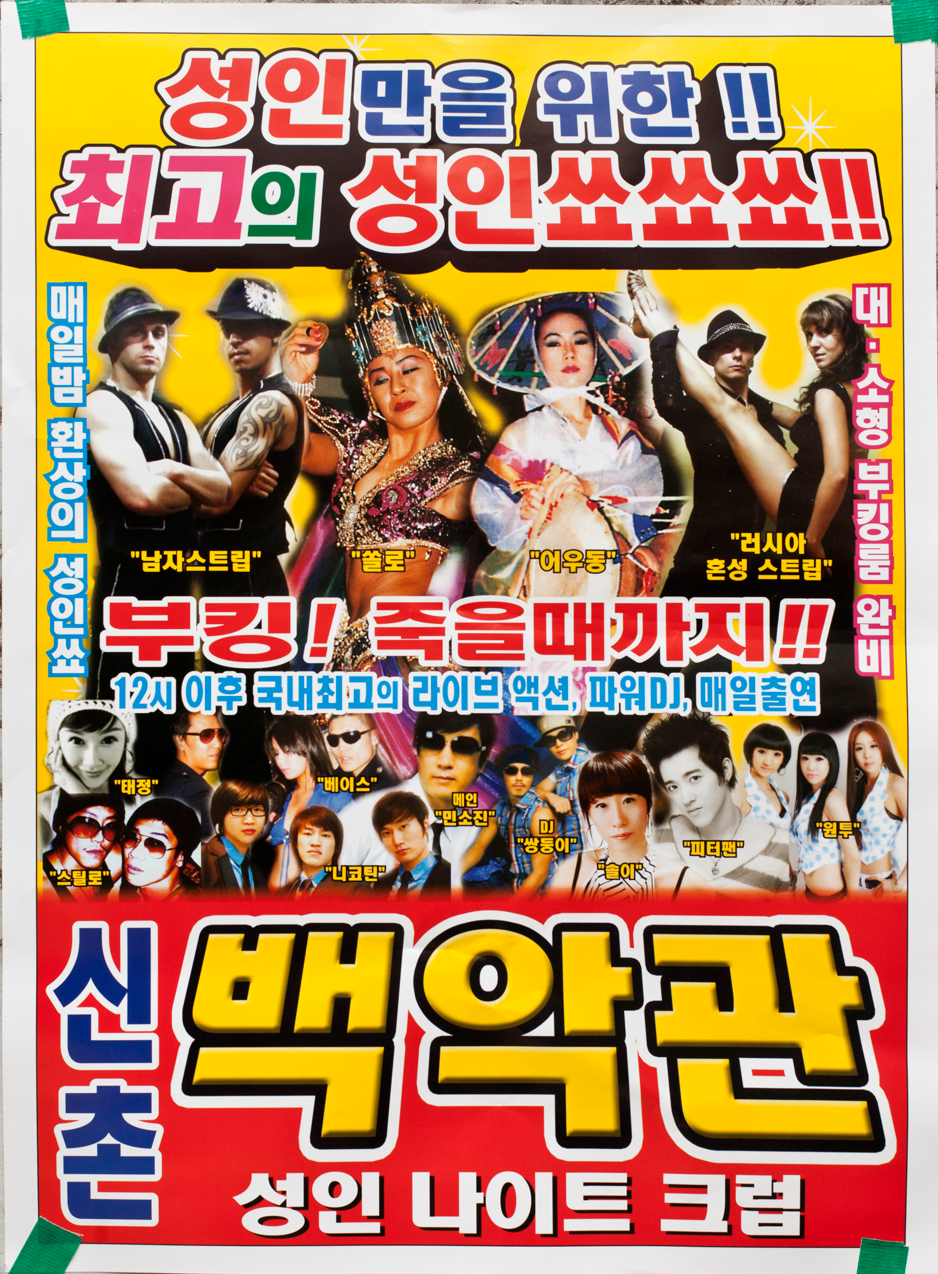 성인만을 위한 !!
최고의 성인쑈쑈쑈!!
매일밤 환상의 성인쑈
대·소형 부킹룸 완비
"남자스트립"
"쏠로"
"어우동"
"러시아
혼성 스트립"
부킹! 죽을때까지!!
12시 이후 국내최고의 라이브 액션, 파워DJ, 매일출연
"태정"
"베이스"
메인
"민소진"
DJ
"쌍둥이"
"스틸로"
"니코틴"
"솔이"
"피터팬"
"원투"
신촌
백악관
성인 나이트 크럽